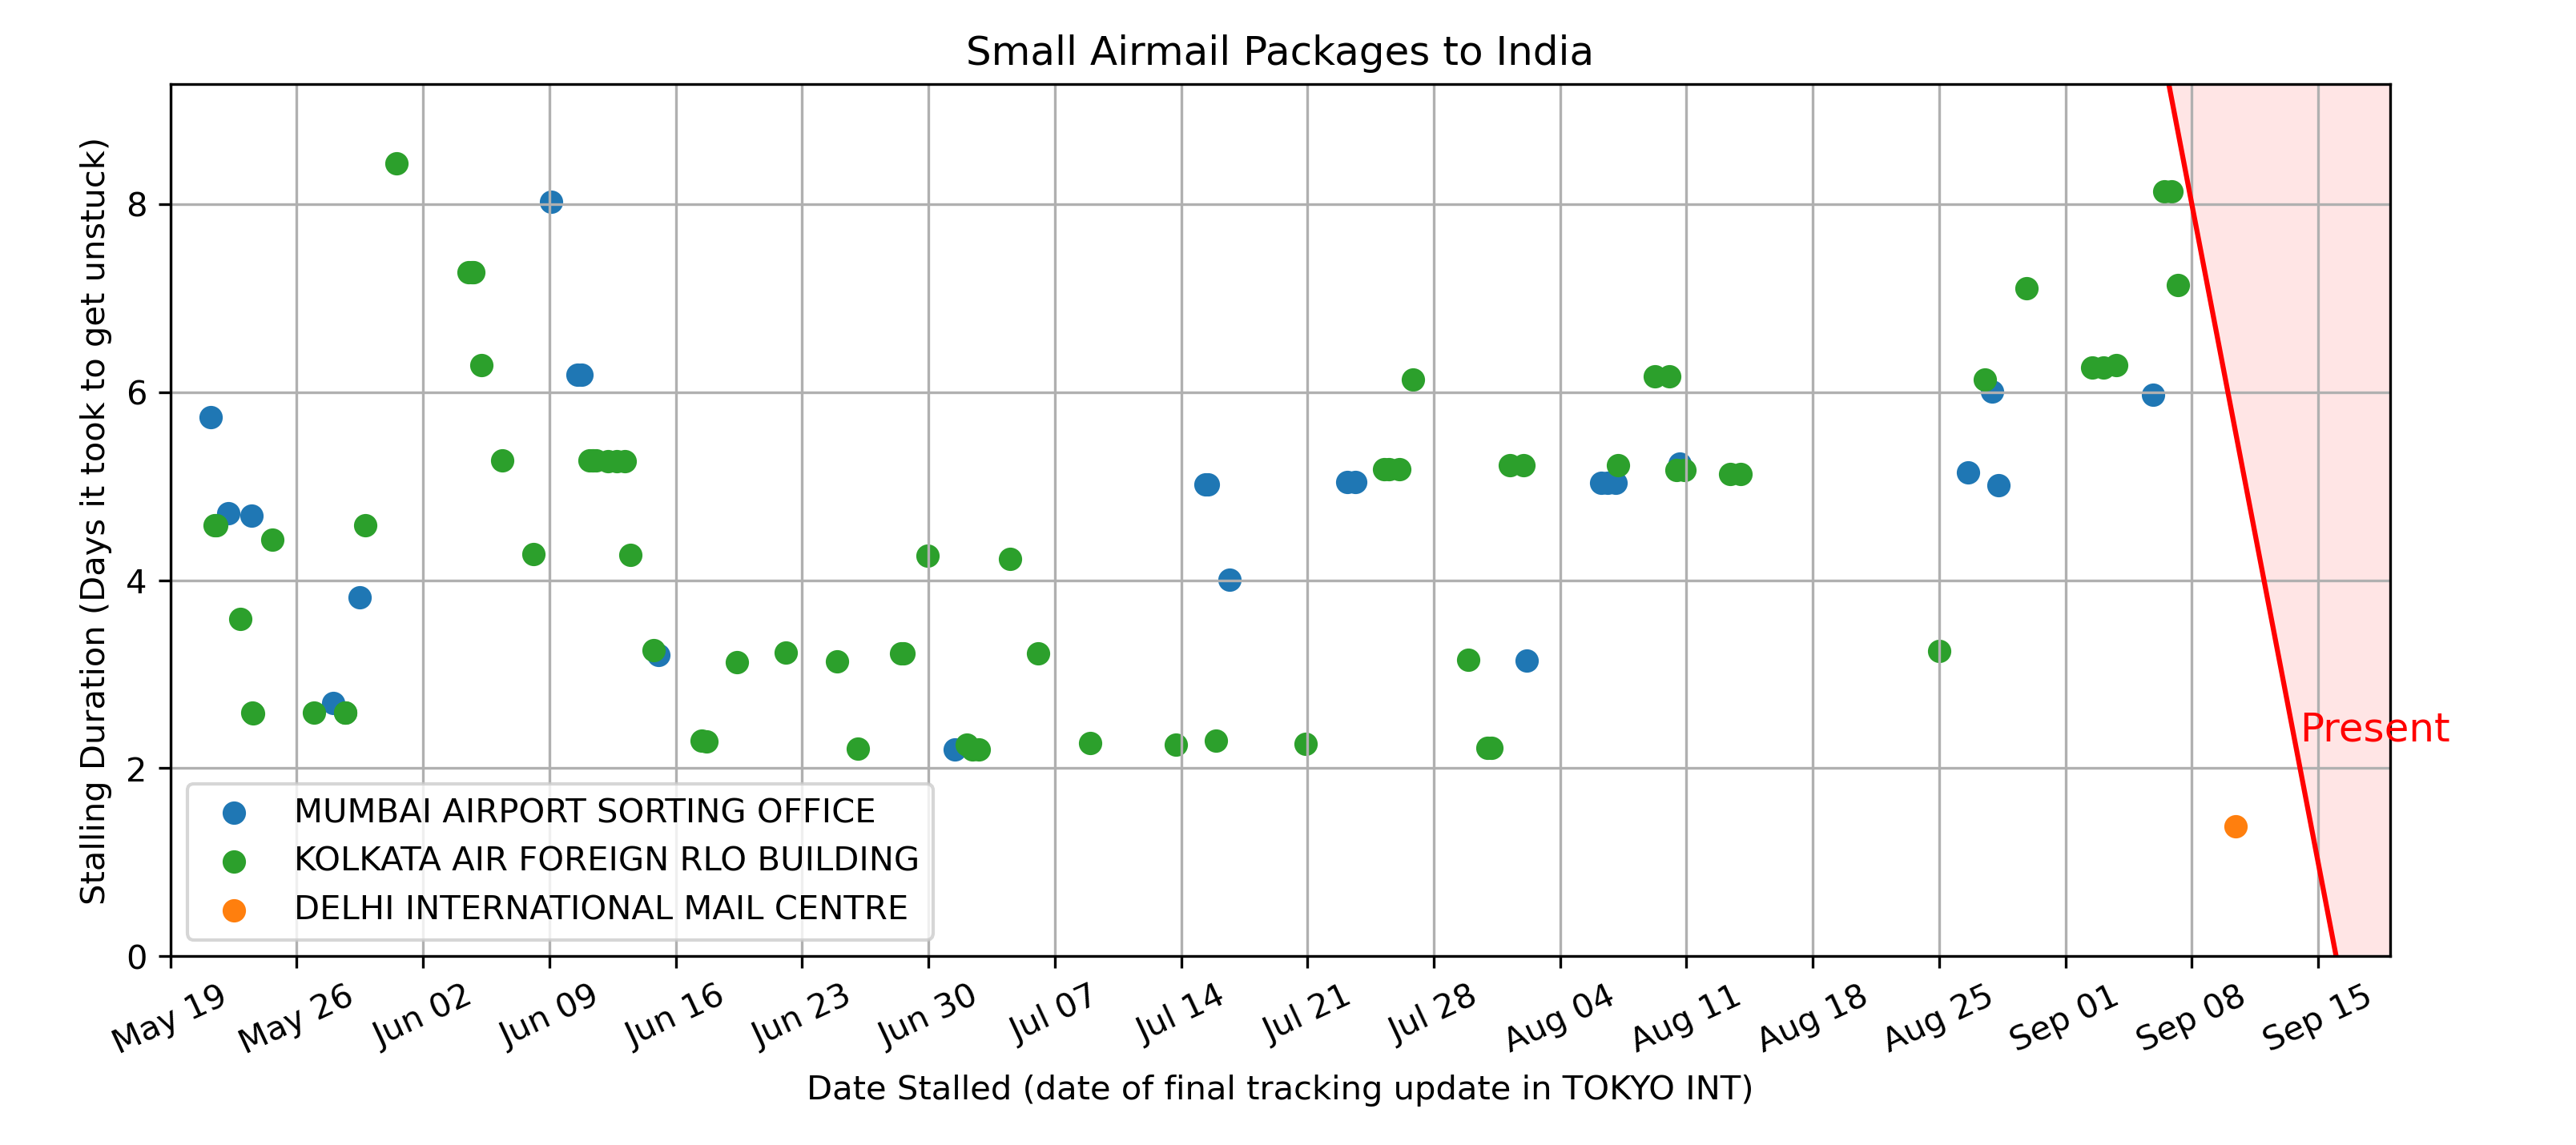 Small Airmail Packages to India
Stalling Duration (Days it took to get unstuck)
8
6
4
2
0
Present
MUMBAI AIRPORT SORTING OFFICE
KOLKATA AIR FOREIGN RLO BUILDING
DELHI INTERNATIONAL MAIL CENTRE
May 19 May 26 Jun 02 Jun 09 Jun 16 Jun 23 Jun 30 Jul 07 Jul 14 Jul 21 Jul 28 Aug 04 Aug 11 Aug 18 Aug 25 Sep 01 Sep 08 Sep 15
Date Stalled (date of final tracking update in TOKYO INT)